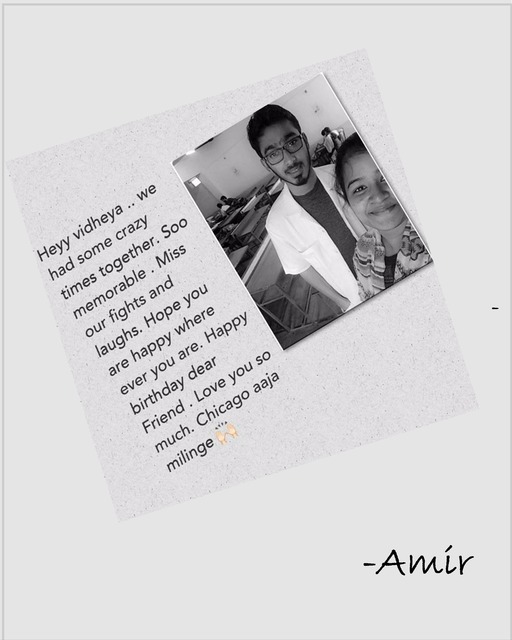 Heyy vidheya .. we
had some crazy
times together. Soo
memorable . Miss
our fights and
laughs. Hope you
are happy where
ever you are. Happy
birthday dear
Friend . Love you so
much. Chicago aaja
milinge 🙌🏻
-
-Amir